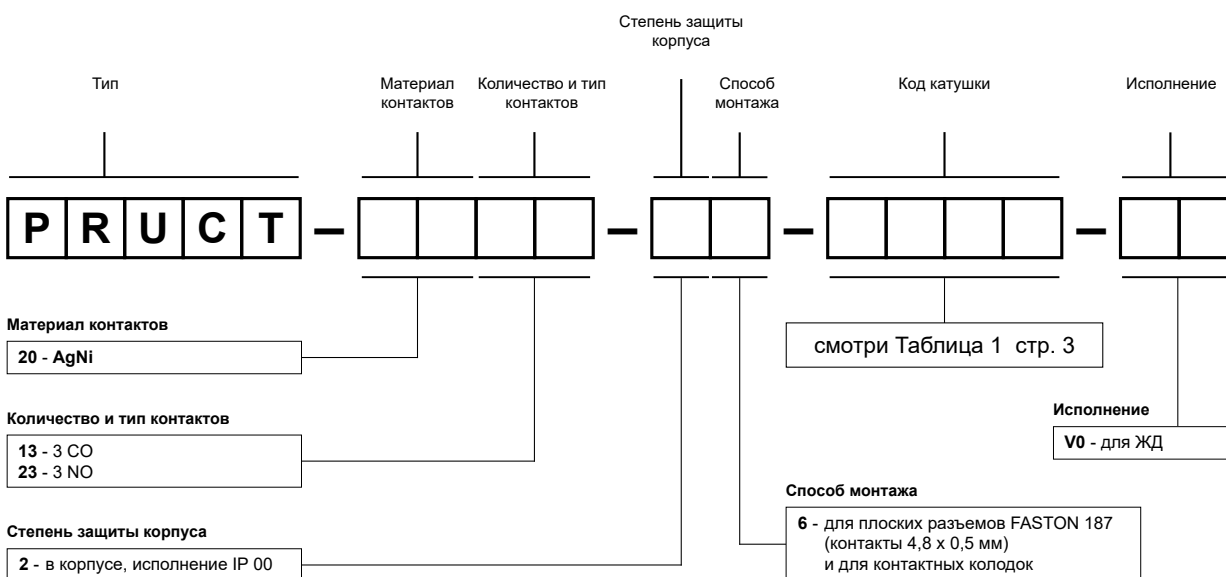 Степень защиты
корпуса
Тип
Материал
контактов
Количество и тип
контактов
Способ
монтажа
Код катушки
Исполнение
PRUCT – – – –
Материал контактов
20 - AgNi
смотри Таблица 1 стр. 3
Количество и тип контактов
13 - 3 CO
23 - 3 NO
Исполнение
V0 - для ЖД
Степень защиты корпуса
2 - в корпусе, исполнение IP 00
Способ монтажа
6 - для плоских разъемов FASTON 187
(контакты 4,8 x 0,5 мм)
и для контактных колодок